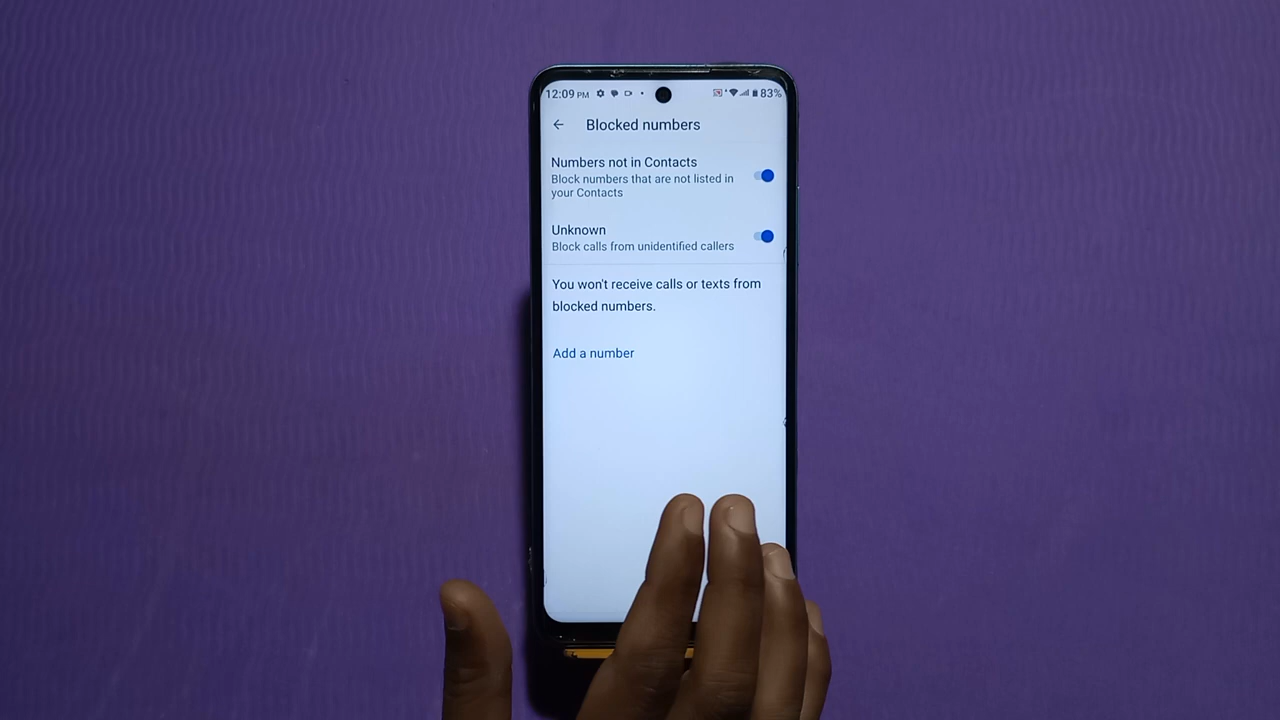 12:09 PM 83%
Blocked numbers
Numbers not in Contacts
Block numbers that are not listed in
your Contacts
Unknown
Block calls from unidentified callers
You won't receive calls or texts from
blocked numbers.
Add a number